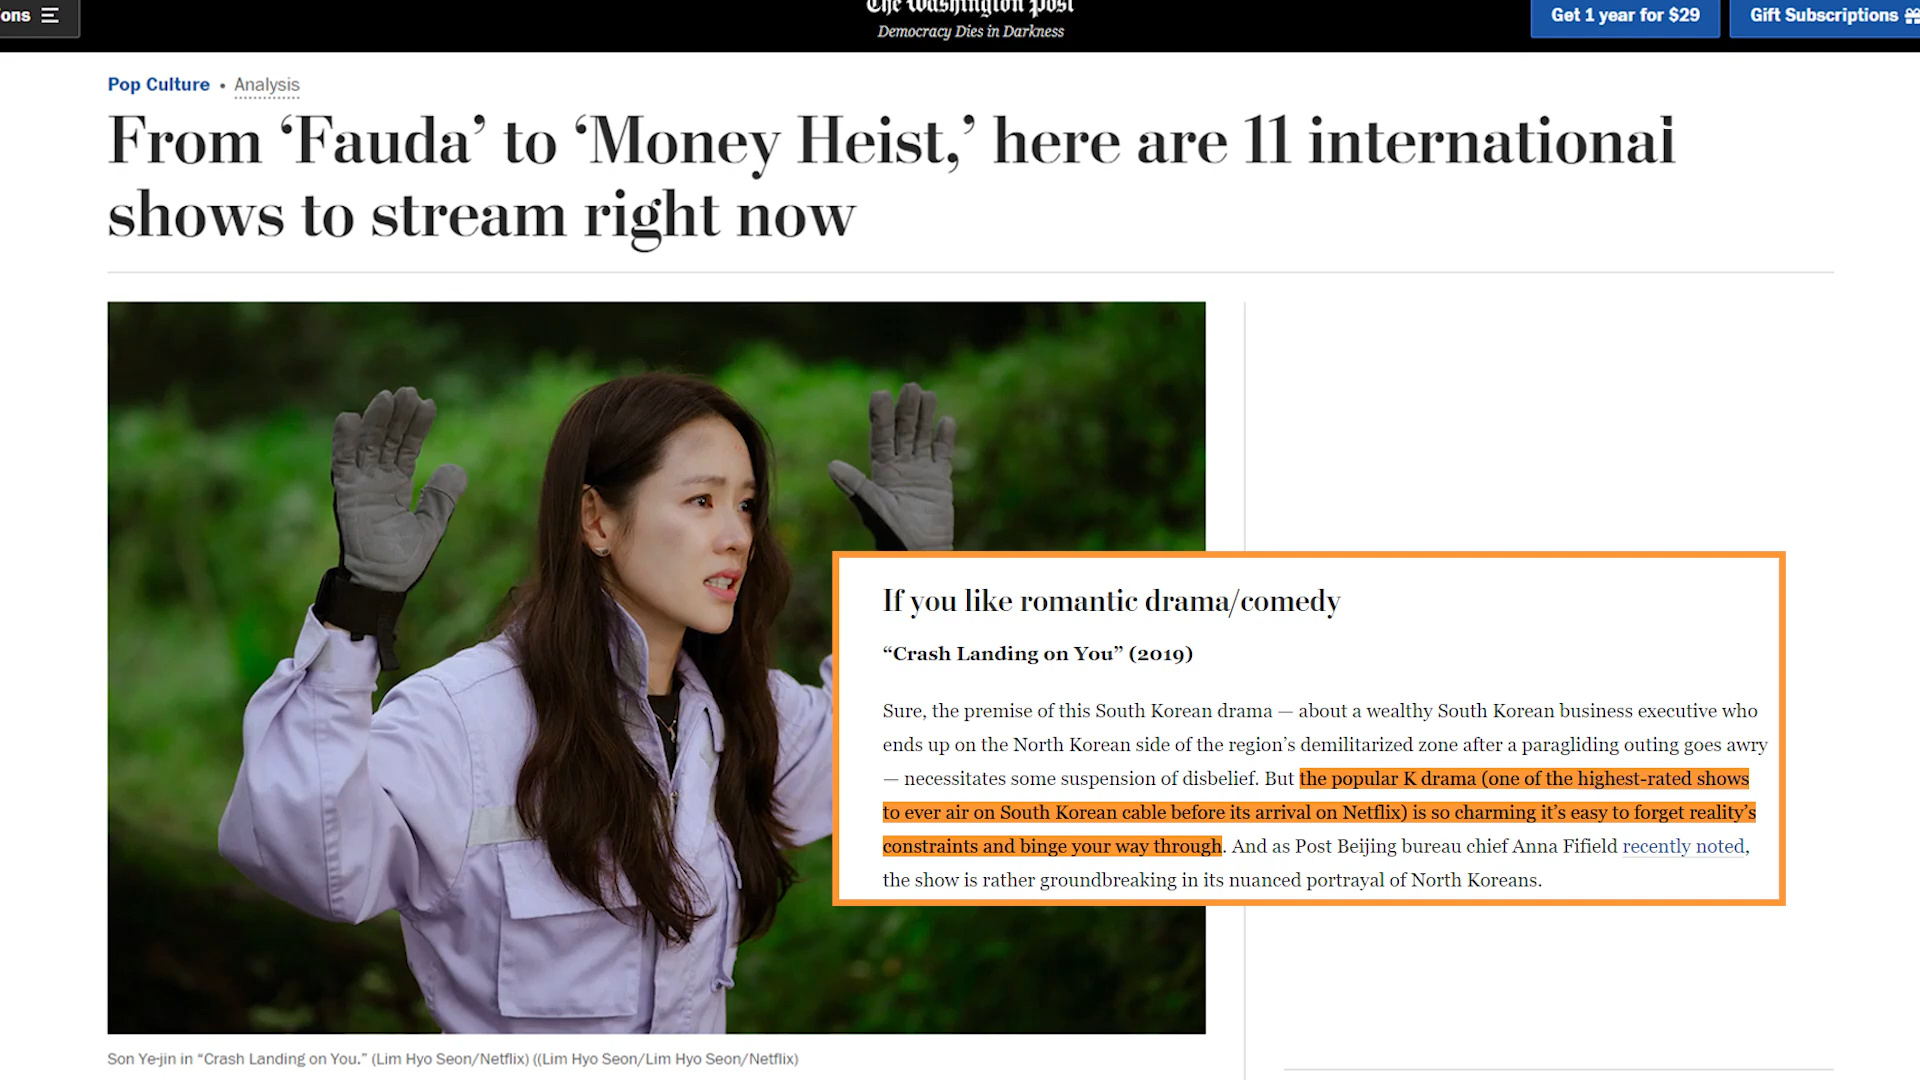 ons
The Washington Post
Democracy Dies in Darkness
Get 1 year for $29
Gift Subscriptions
Pop Culture • Analysis
From ‘Fauda’ to ‘Money Heist,’ here are 11 international
shows to stream right now
If you like romantic drama/comedy
“Crash Landing on You” (2019)
Sure, the premise of this South Korean drama — about a wealthy South Korean business executive who
ends up on the North Korean side of the region’s demilitarized zone after a paragliding outing goes awry
— necessitates some suspension of disbelief. But the popular K drama (one of the highest-rated shows
to ever air on South Korean cable before its arrival on Netflix) is so charming it’s easy to forget reality’s
constraints and binge your way through. And as Post Beijing bureau chief Anna Fifield recently noted,
the show is rather groundbreaking in its nuanced portrayal of North Koreans.
Son Ye-jin in “Crash Landing on You.” (Lim Hyo Seon/Netflix) ((Lim Hyo Seon/Lim Hyo Seon/Netflix)